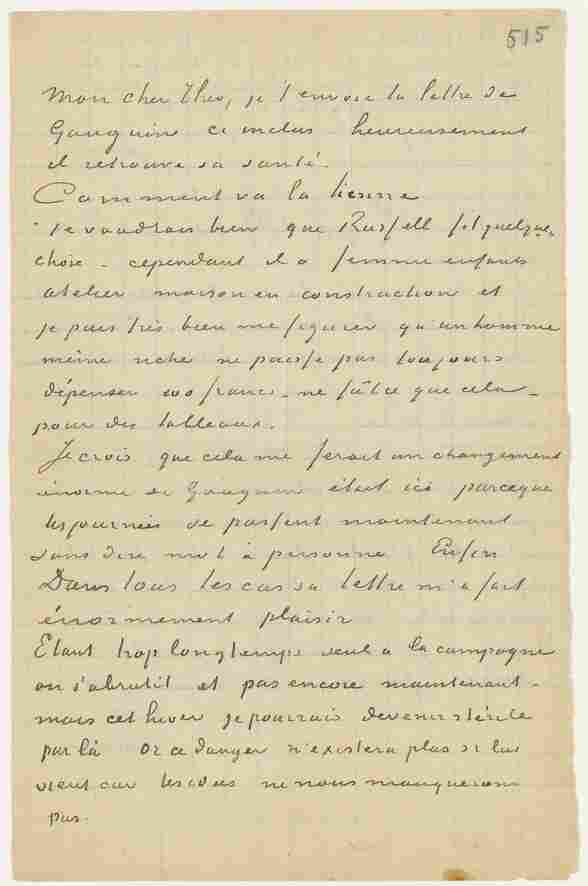 515
Mon cher Theo, je t'envoie la lettre de
Gauguin ci inclus heureusement
il retrouve sa santé.
Comment va la tienne
Je voudrais bien que Russell fit quelque
chose - cependant il a femme enfants
atelier maison en construction et
je puis très bien me figurer qu'un homme
même riche ne puisse pas toujours
dépenser 100 francs - ne fût ce que cela -
pour des tableaux.
Je crois que cela me ferait un changement
enorme si Gauguin était ici parceque
les journées se passent maintenant
sans dire mot à personne. Enfin
Dans tous les cas sa lettre m'a fait
énormement plaisir
Etant trop longtemps seul a la campagne
on s'abrutit et pas encore maintenant -
mais cet hiver je pourrais devenir stérile
par là Or ce danger n'existera plus si lui
vient car les idées ne nous manqueront
pas.